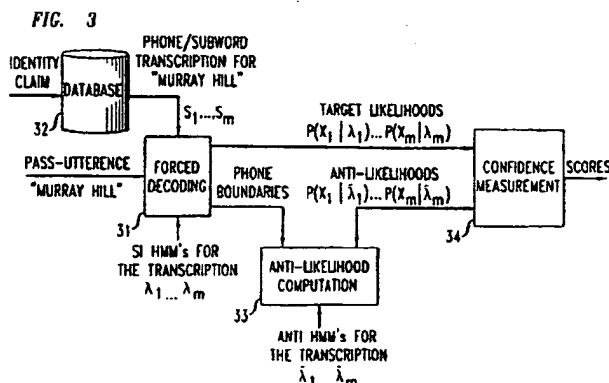 FIG. 3
IDENTITY
CLAIM
DATABASE
32
PHONE/SUBWORD
TRANSCRIPTION FOR
"MURRAY HILL"
S₁...Sₘ
PASS-UTTERENCE
"MURRAY HILL"
FORCED
DECODING
31
SI HMM's FOR
THE TRANSCRIPTION
λ₁... λₘ
PHONE
BOUNDARIES
TARGET LIKELIHOODS
P(X₁ | λ₁)... P(Xₘ | λₘ)
ANTI-LIKELIHOODS
P(X₁ | λ̄₁)... P(Xₘ | λ̄ₘ)
ANTI-LIKELIHOOD
COMPUTATION
33
ANTI HMM's FOR
THE TRANSCRIPTION
λ̄₁ λ̄ₘ
CONFIDENCE
MEASUREMENT
34
SCORES